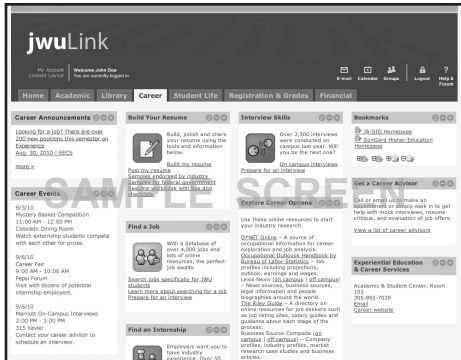 jwuLink
My Account
Content Layout
Welcome John Doe
You are currently logged in.
E-mail Calendar Groups Logout Help &
Forum
Home Academic Library Career Student Life Registration & Grades Financial
Career Announcements
Looking for a job? There are over
200 new positions this semester on
Experience
Aug. 30, 2010 | EECS
more »
Career Events
9/3/10
Mystery Basket Competition
11:00 AM - 12:00 PM
Colorado Dining Room
Watch externship students compete
with each other for prizes.
9/6/10
Career Fair
9:00 AM - 10:00 AM
Pepsi Forum
Visit with dozens of potential
internship employers.
9/6/10
Marriott On-Campus Interviews
2:00 PM - 3:00 PM
315 Xavier
Contact your career advisor to
schedule an interview.
Build Your Resume
Build, polish and share
your resume using the
tools and information
below.
Build my resume
Post my resume
Samples endorsed by industry
Samples by federal government
Resume workbook with tips and
checklists
Find a Job
With a database of
over 4,000 jobs and
lots of online
resources, the perfect
job awaits.
Search jobs specifically for JWU
students
Learn more about searching for a job
Prepare for an interview
Find an Internship
Employers want you to
have industry
experience. Over 50
Interview Skills
Over 2,500 interviews
were conducted on
campus last year. Will
you be the next one?
On campus interviews
Prepare for an interview
Explore Career Options
Use these online resources to start
your industry research.
O*NET Online – A source of
occupational information for career
exploration and job analysis.
Occupational Outlook Handbook by
Bureau of Labor Statistics – Job
profiles including projections,
outlook, earnings and wages.
Lexis Nexis (on campus | off campus)
– News sources, business sources,
legal information and people
biographies around the world.
The Riley Guide – A directory on
online resources for job seekers such
as job listing sites, salary guides and
guidance about each stage of the
process.
Business Source Complete (on
campus | off campus) – Company
profiles, industry profiles, market
research case studies and business
articles.
Bookmarks
JA-SIG Homepage
SunGard Higher Education
Homepage
Get a Career Advisor
Call or email us to make an
appointment or simply walk in to get
help with mock interviews, resume
critique, and evaluation of job offers.
View a list of career advisors
Experiential Education
& Career Services
Academic & Student Center, Room
103
305-892-7029
Email
Career website
SAMPLE SCREEN